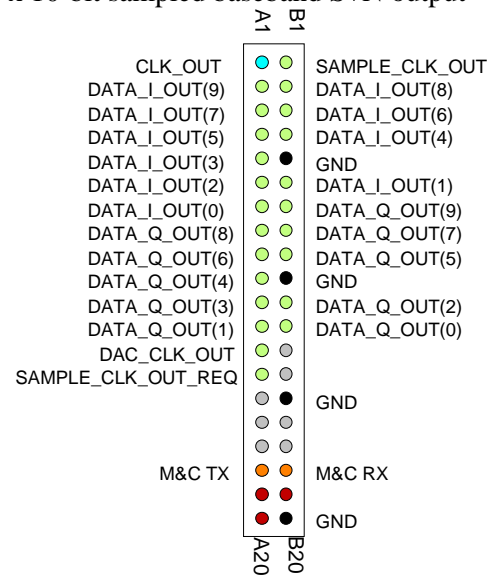 A1 B1
CLK_OUT SAMPLE_CLK_OUT
DATA_I_OUT(9) DATA_I_OUT(8)
DATA_I_OUT(7) DATA_I_OUT(6)
DATA_I_OUT(5) DATA_I_OUT(4)
DATA_I_OUT(3) GND
DATA_I_OUT(2) DATA_I_OUT(1)
DATA_I_OUT(0) DATA_Q_OUT(9)
DATA_Q_OUT(8) DATA_Q_OUT(7)
DATA_Q_OUT(6) DATA_Q_OUT(5)
DATA_Q_OUT(4) GND
DATA_Q_OUT(3) DATA_Q_OUT(2)
DATA_Q_OUT(1) DATA_Q_OUT(0)
DAC_CLK_OUT
SAMPLE_CLK_OUT_REQ
GND
M&C TX M&C RX
GND
A20 B20